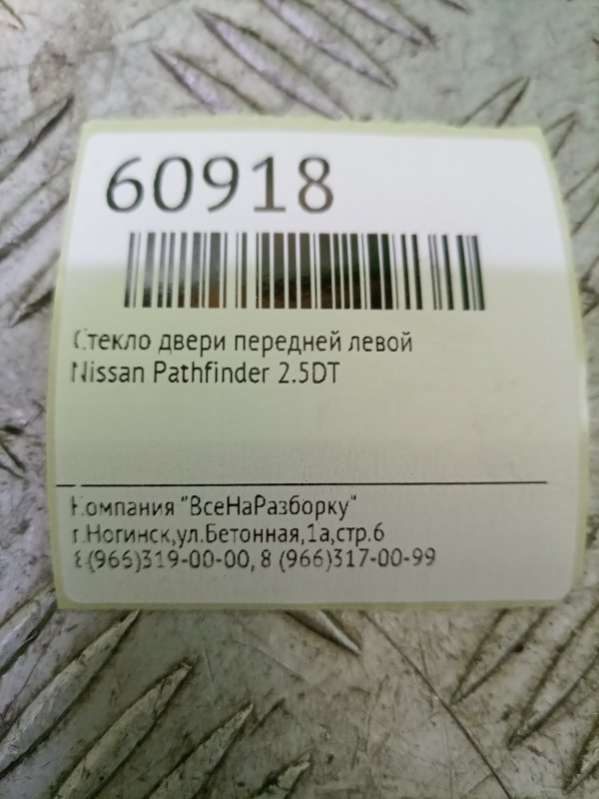 60918
Стекло двери передней левой
Nissan Pathfinder 2.5DT
Компания "ВсеНаРазборку"
г.Ногинск,ул.Бетонная,1а,стр.6
8(966)319-00-00, 8 (966)317-00-99